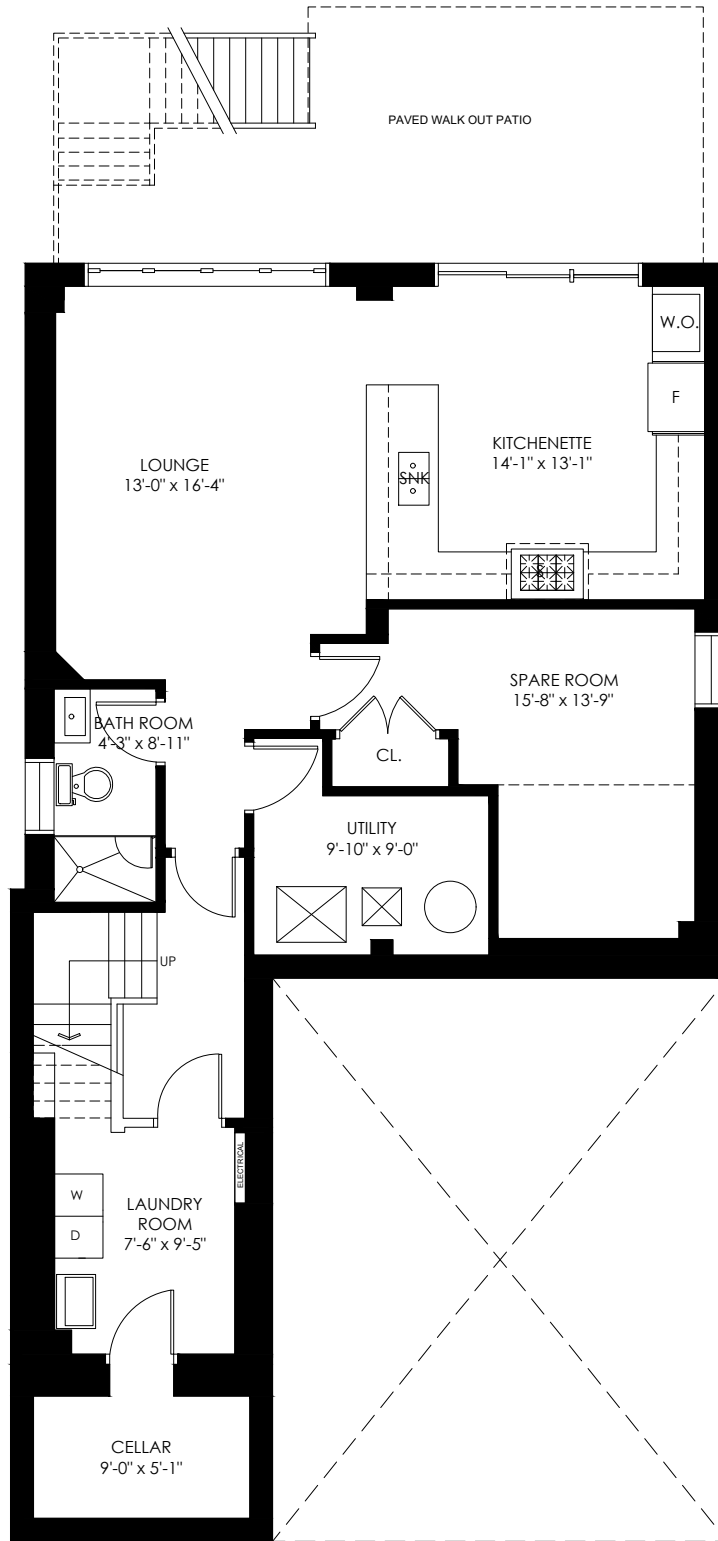 PAVED WALK OUT PATIO
W.O.
F
KITCHENETTE
14'-1" x 13'-1"
LOUNGE
13'-0" x 16'-4"
SNK
SPARE ROOM
15'-8" x 13'-9"
BATH ROOM
4'-3" x 8'-11"
CL.
UTILITY
9'-10" x 9'-0"
UP
ELECTRICAL
W
D
LAUNDRY
ROOM
7'-6" x 9'-5"
CELLAR
9'-0" x 5'-1"